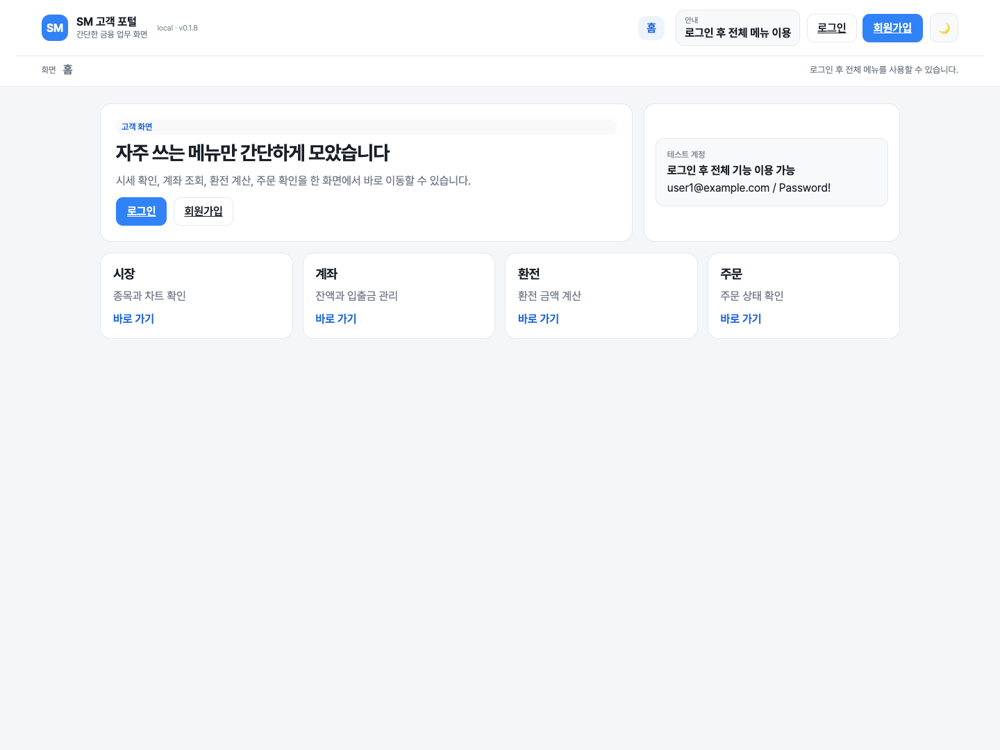 SM
SM 고객 포털
간단한 금융 업무 화면
local · v0.1.8
홈
안내
로그인 후 전체 메뉴 이용
로그인
회원가입
화면 홈
로그인 후 전체 메뉴를 사용할 수 있습니다.
고객 화면
자주 쓰는 메뉴만 간단하게 모았습니다
시세 확인, 계좌 조회, 환전 계산, 주문 확인을 한 화면에서 바로 이동할 수 있습니다.
로그인
회원가입
테스트 계정
로그인 후 전체 기능 이용 가능
user1@example.com / Password!
시장
종목과 차트 확인
바로 가기
계좌
잔액과 입출금 관리
바로 가기
환전
환전 금액 계산
바로 가기
주문
주문 상태 확인
바로 가기